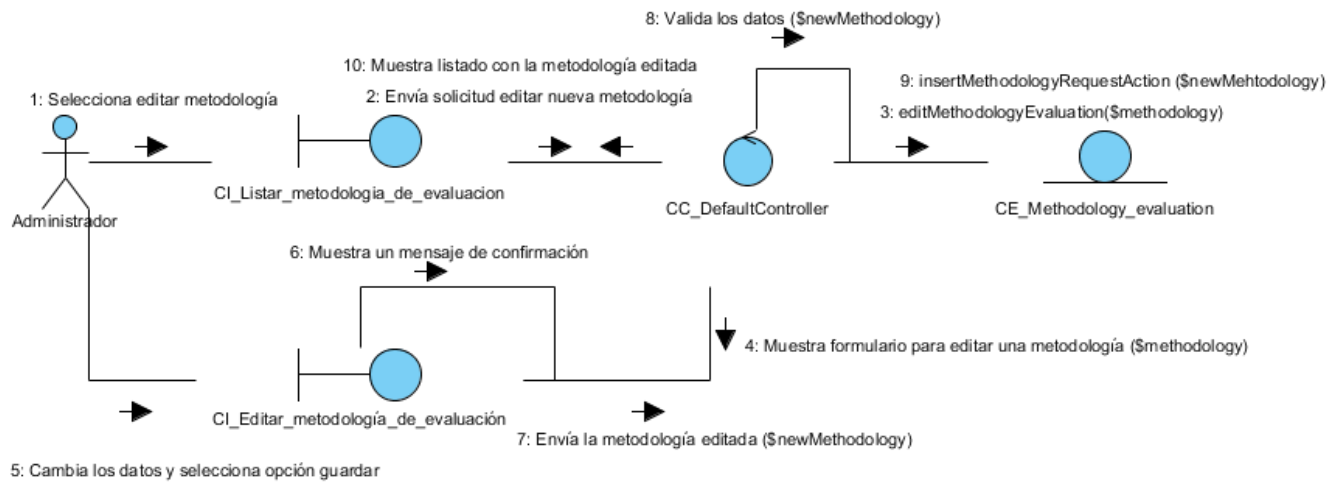 8: Valida los datos ($newMethodology)
10: Muestra listado con la metodología editada
9: insertMethodologyRequestAction ($newMehtodology)
1: Selecciona editar metodología
2: Envía solicitud editar nueva metodología
3: editMethodologyEvaluation($methodology)
CI_Listar_metodologia_de_evaluacion
CC_DefaultController
CE_Methodology_evaluation
Administrador
6: Muestra un mensaje de confirmación
4: Muestra formulario para editar una metodología ($methodology)
CI_Editar_metodología_de_evaluación
7: Envía la metodología editada ($newMethodology)
5: Cambia los datos y selecciona opción guardar